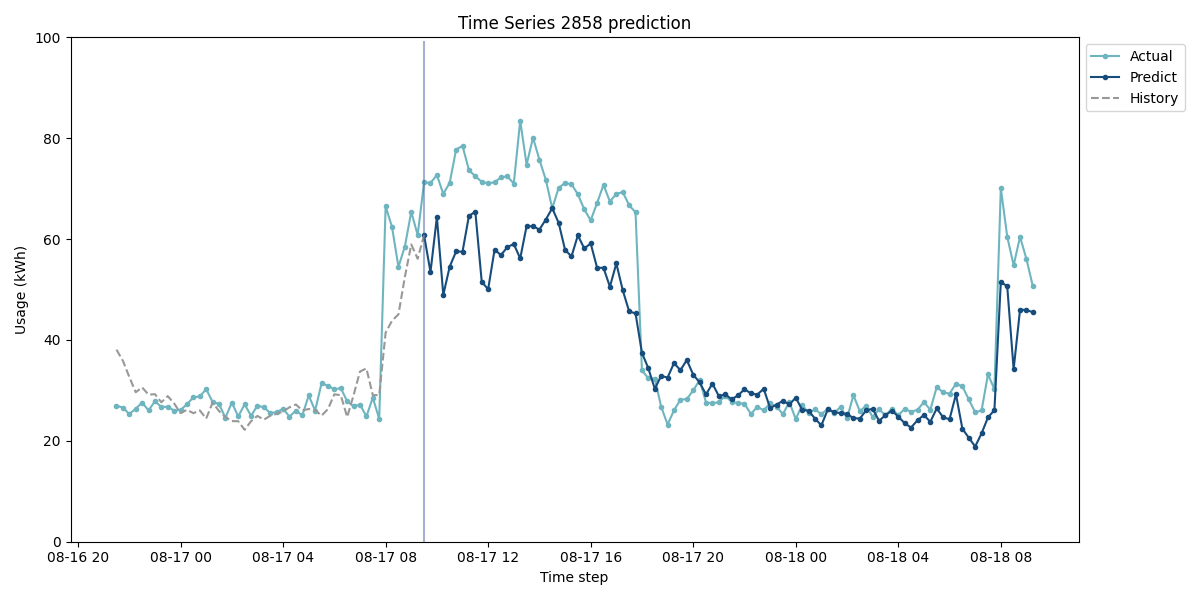 Time Series 2858 prediction
100
80
60
40
20
0
Usage (kWh)
08-16 20
08-17 00
08-17 04
08-17 08
08-17 12
08-17 16
08-17 20
08-18 00
08-18 04
08-18 08
Time step
Actual
Predict
History